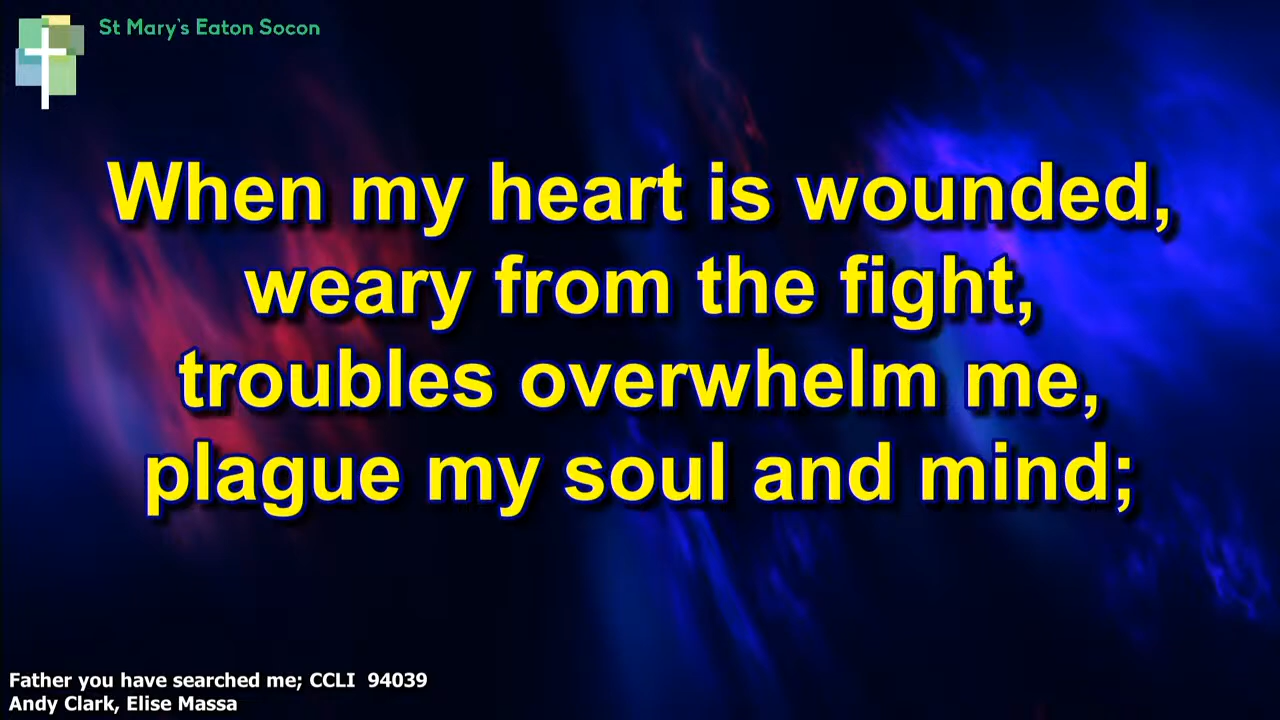 St Mary's Eaton Socon
When my heart is wounded,
weary from the fight,
troubles overwhelm me,
plague my soul and mind;
Father you have searched me; CCLI  94039
Andy Clark, Elise Massa